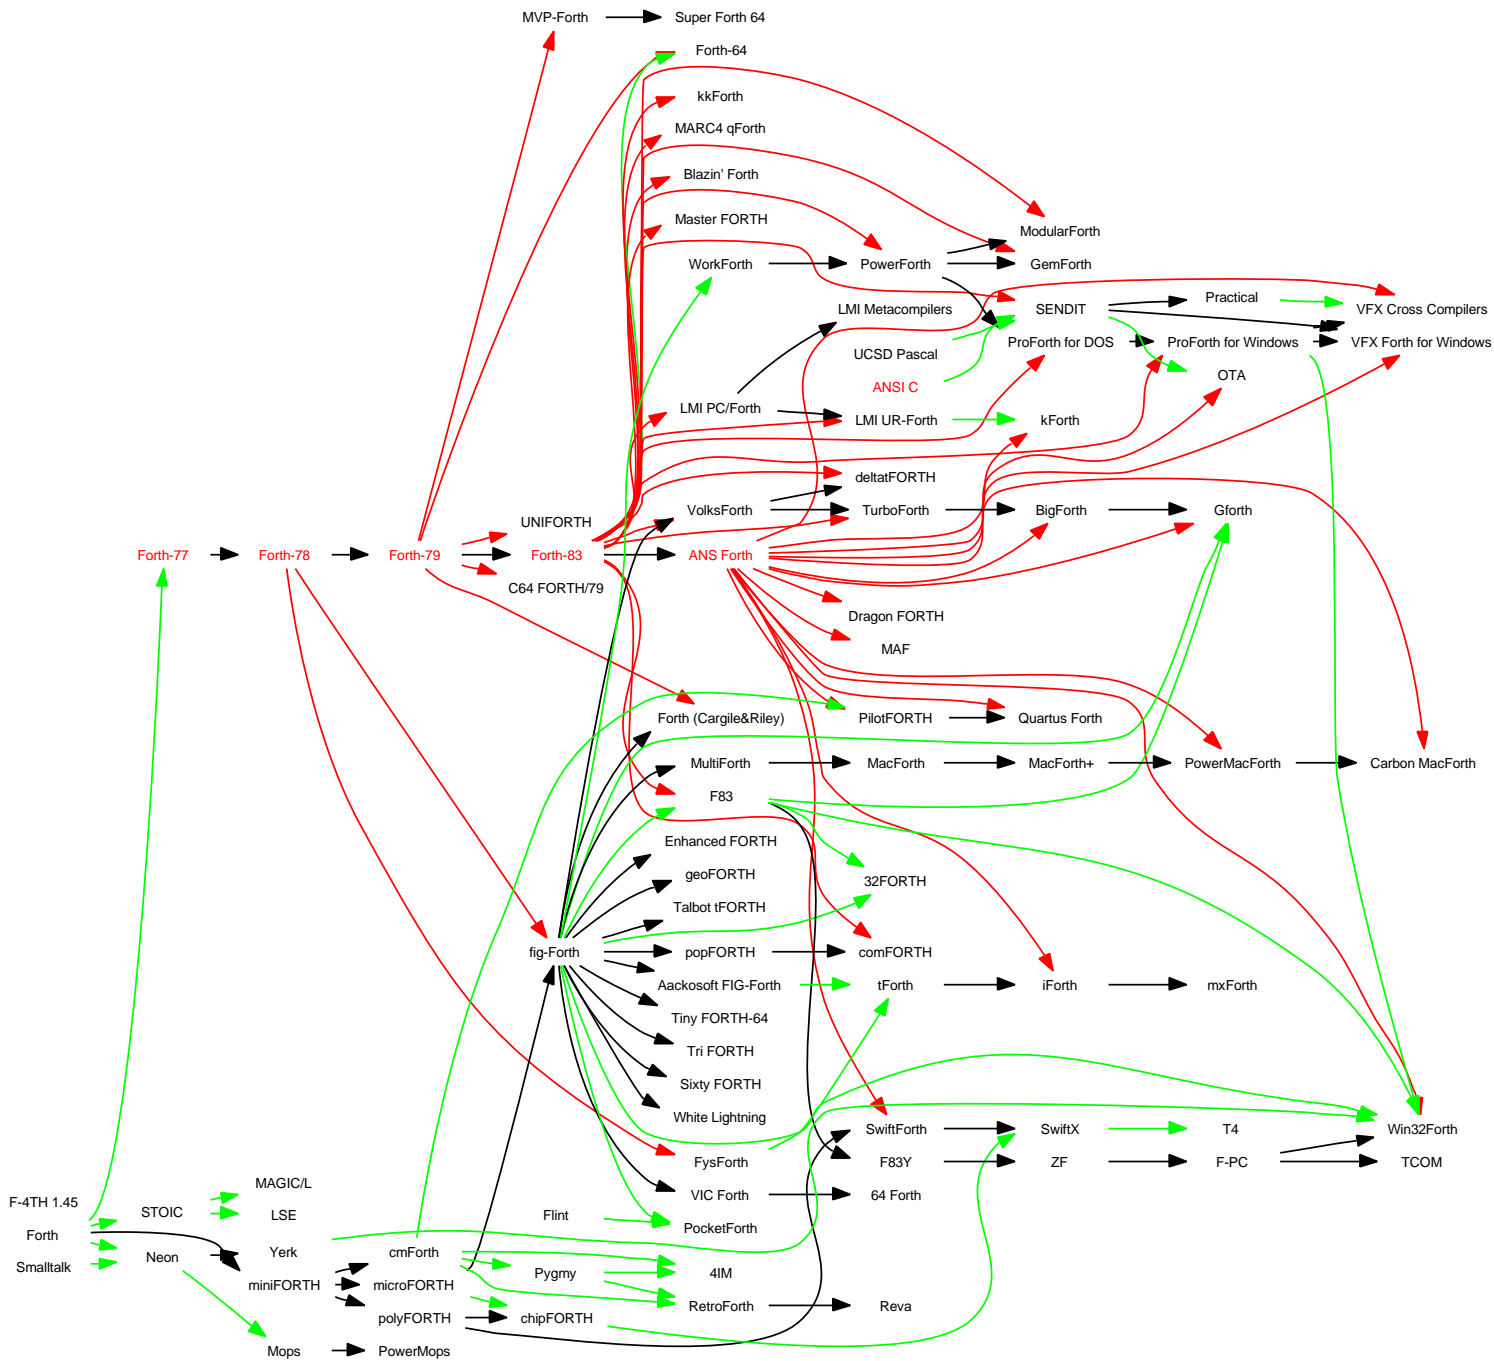 MVP-Forth
Super Forth 64
Forth-64
kkForth
MARC4 qForth
Blazin' Forth
Master FORTH
ModularForth
WorkForth
PowerForth
GemForth
Practical
LMI Metacompilers
SENDIT
VFX Cross Compilers
UCSD Pascal
ProForth for DOS
ProForth for Windows
VFX Forth for Windows
ANSI C
OTA
LMI PC/Forth
LMI UR-Forth
kForth
deltatFORTH
UNIFORTH
VolksForth
TurboForth
BigForth
Gforth
Forth-77
Forth-78
Forth-79
Forth-83
ANS Forth
C64 FORTH/79
Dragon FORTH
MAF
Forth (Cargile&Riley)
PilotFORTH
Quartus Forth
MultiForth
MacForth
MacForth+
PowerMacForth
Carbon MacForth
F83
Enhanced FORTH
geoFORTH
32FORTH
Talbot tFORTH
fig-Forth
popFORTH
comFORTH
Aackosoft FIG-Forth
tForth
iForth
mxForth
Tiny FORTH-64
Tri FORTH
Sixty FORTH
White Lightning
SwiftForth
SwiftX
T4
Win32Forth
FysForth
F83Y
ZF
F-PC
TCOM
MAGIC/L
VIC Forth
64 Forth
F-4TH 1.45
STOIC
LSE
Flint
PocketForth
Forth
Neon
Yerk
cmForth
Smalltalk
Pygmy
4IM
miniFORTH
microFORTH
RetroForth
Reva
polyFORTH
chipFORTH
Mops
PowerMops